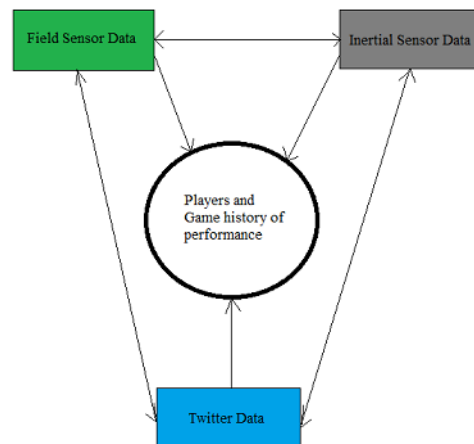 Field Sensor Data
Inertial Sensor Data
Players and
Game history of
performance
Twitter Data